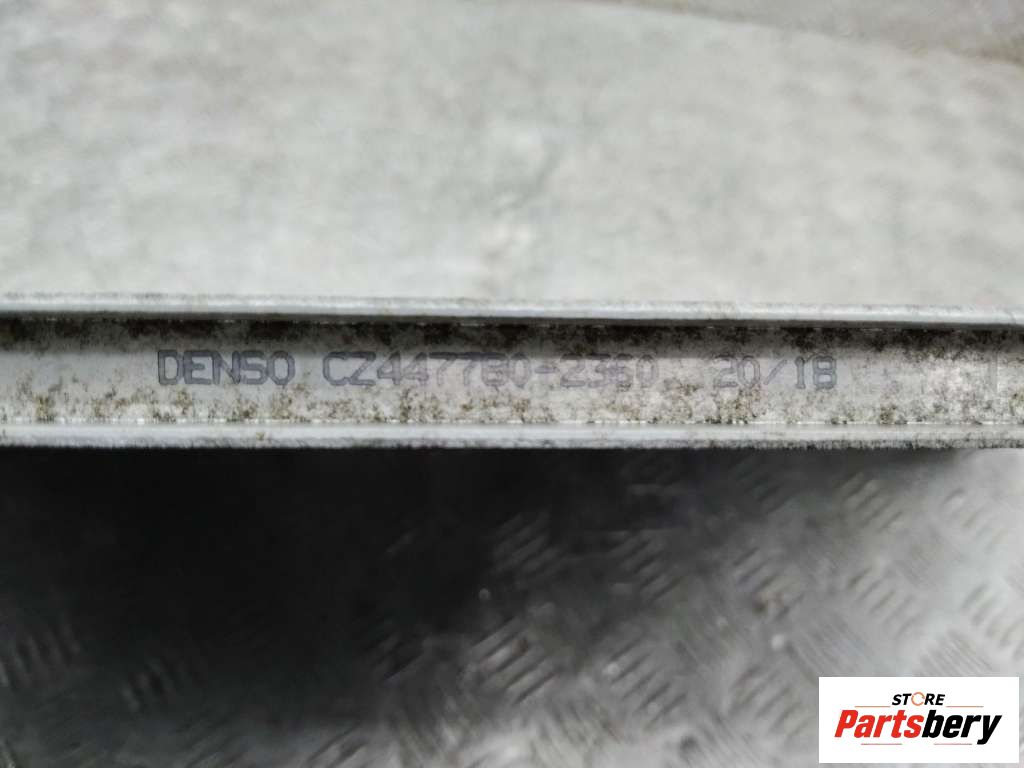 DENSO CZ447780-2360 20/18
STORE
Partsbery